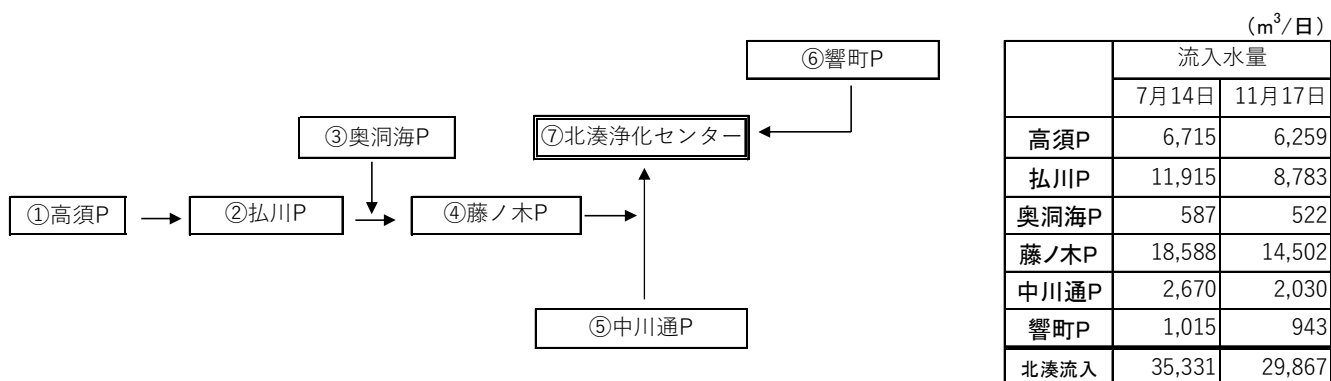 ⑥響町P
③奥洞海P
⑦北湊浄化センター
①高須P
②払川P
④藤ノ木P
⑤中川通P
(m³/日)
流入水量
7月14日 11月17日
高須P 6,715 6,259
払川P 11,915 8,783
奥洞海P 587 522
藤ノ木P 18,588 14,502
中川通P 2,670 2,030
響町P 1,015 943
北湊流入 35,331 29,867